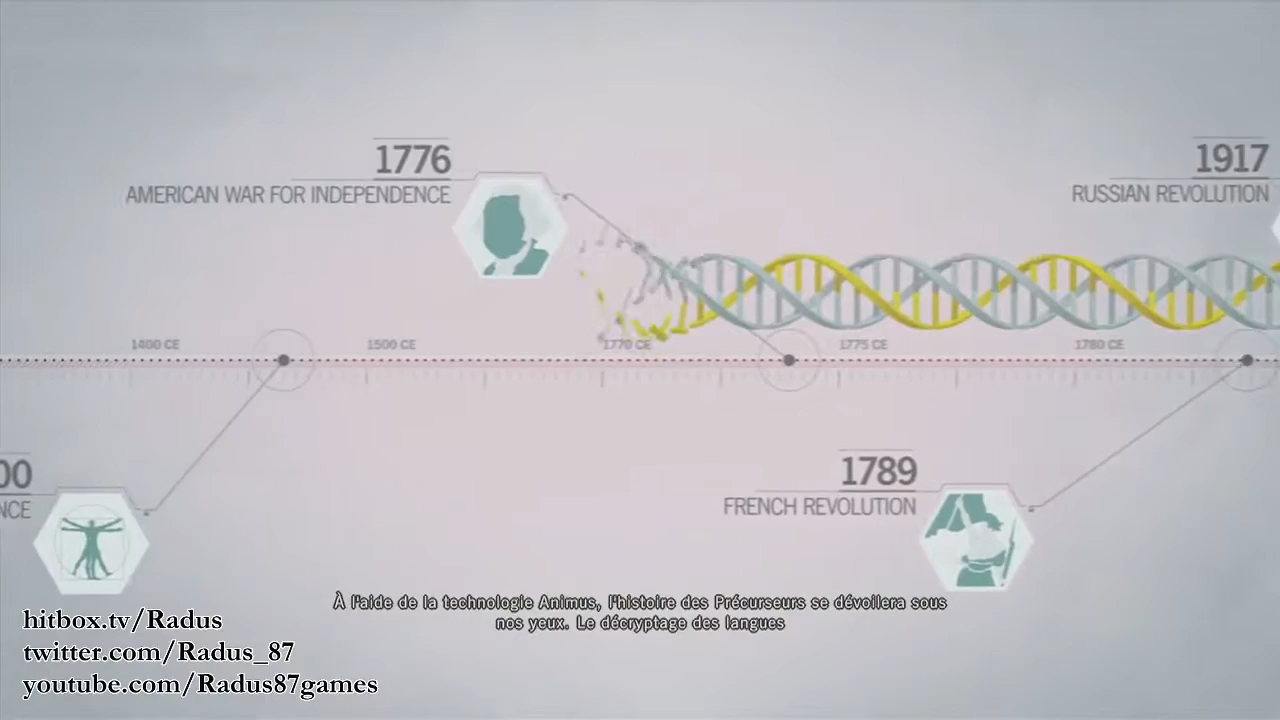 1776
AMERICAN WAR FOR INDEPENDENCE
1917
RUSSIAN REVOLUTION
1400 CE
1500 CE
1770 CE
1775 CE
1780 CE
00
NCE
1789
FRENCH REVOLUTION
À l'aide de la technologie Animus, l'histoire des Précurseurs se dévoilera sous
nos yeux. Le décryptage des langues
hitbox.tv/Radus
twitter.com/Radus_87
youtube.com/Radus87games